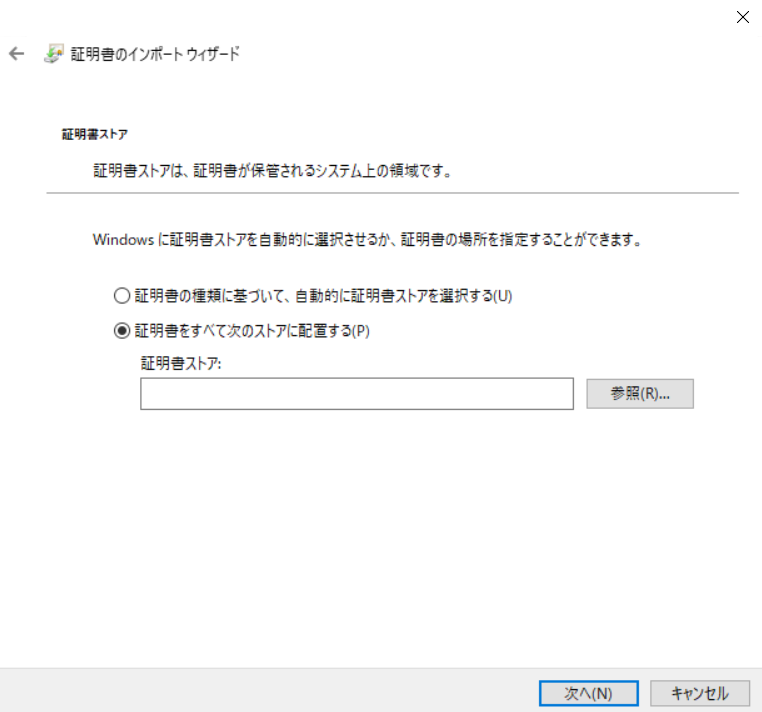 証明書のインポート ウィザード
証明書ストア
証明書ストアは、証明書が保管されるシステム上の領域です。
Windows に証明書ストアを自動的に選択させるか、証明書の場所を指定することができます。
証明書の種類に基づいて、自動的に証明書ストアを選択する(U)
証明書をすべて次のストアに配置する(P)
証明書ストア:
参照(R)...
次へ(N)
キャンセル